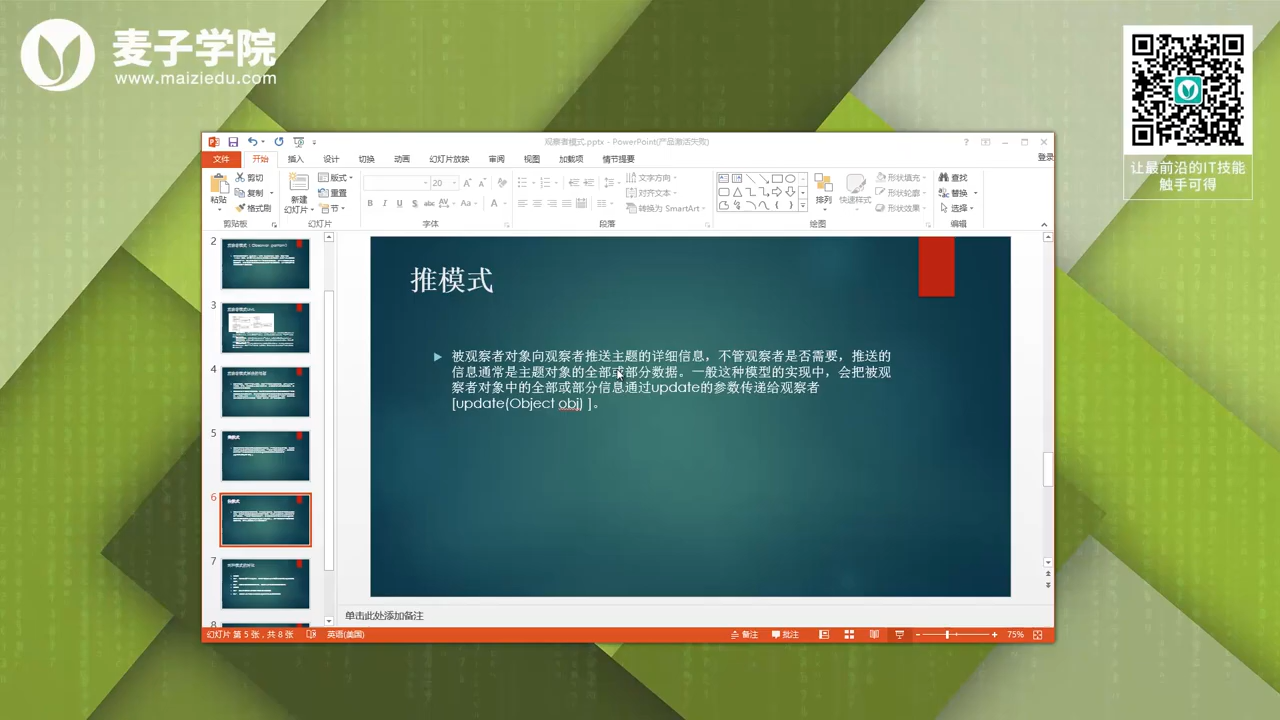 麦子学院
www.maiziedu.com
让最前沿的IT技能
触手可得
观察者模式.pptx - PowerPoint(产品激活失败)
文件 开始 插入 设计 切换 动画 幻灯片放映 审阅 视图 加载项 情节提要 登录
粘贴 剪切 复制 格式刷 剪贴板
新建 幻灯片 版式 重置 节 幻灯片
20
字体
文字方向 对齐文本 转换为 SmartArt 段落
排列 快速样式 形状填充 形状轮廓 形状效果 绘图
查找 替换 选择 编辑
2
3
4
5
6
7
8
推模式
被观察者对象向观察者推送主题的详细信息，不管观察者是否需要，推送的
信息通常是主题对象的全部或部分数据。一般这种模型的实现中，会把被观
察者对象中的全部或部分信息通过update的参数传递给观察者
[update(Object obj) ]。
单击此处添加备注
幻灯片 第 5 张，共 8 张 英语(美国) 备注 批注 75%